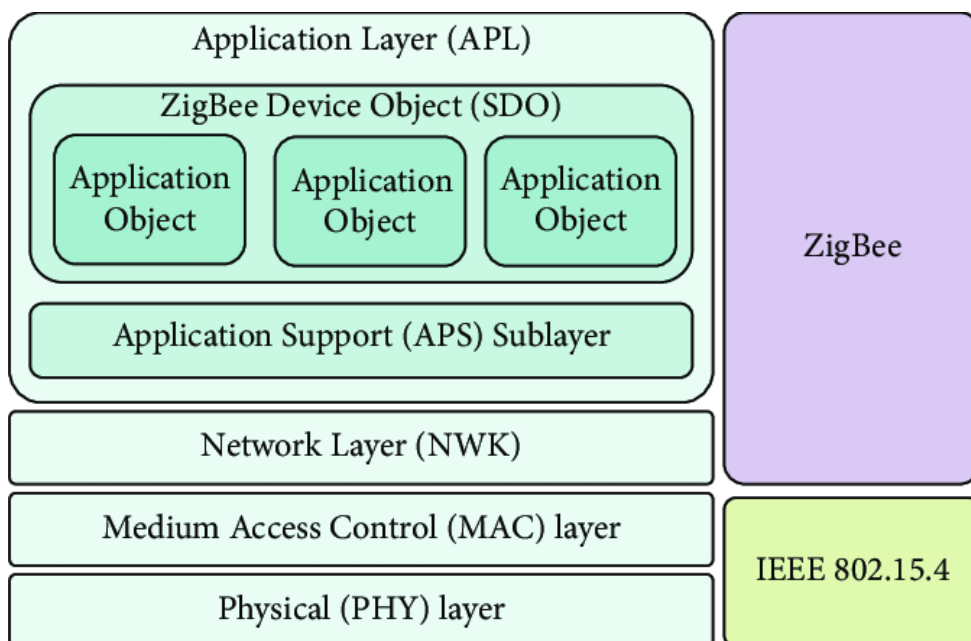 Application Layer (APL)
ZigBee Device Object (SDO)
Application
Object
Application
Object
Application
Object
Application Support (APS) Sublayer
Network Layer (NWK)
Medium Access Control (MAC) layer
Physical (PHY) layer
ZigBee
IEEE 802.15.4